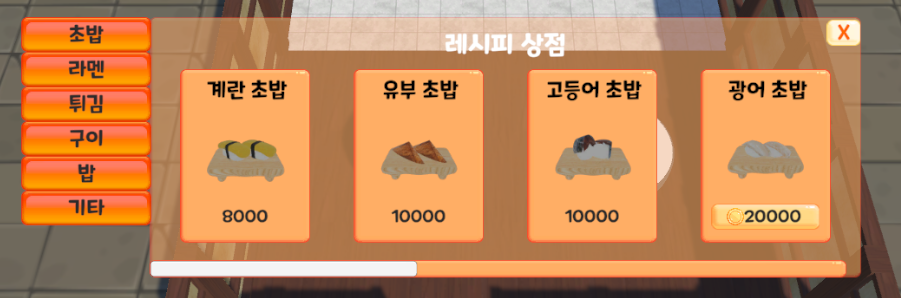 레시피 상점
X
초밥
라멘
튀김
구이
밥
기타
계란 초밥
8000
유부 초밥
10000
고등어 초밥
10000
광어 초밥
20000